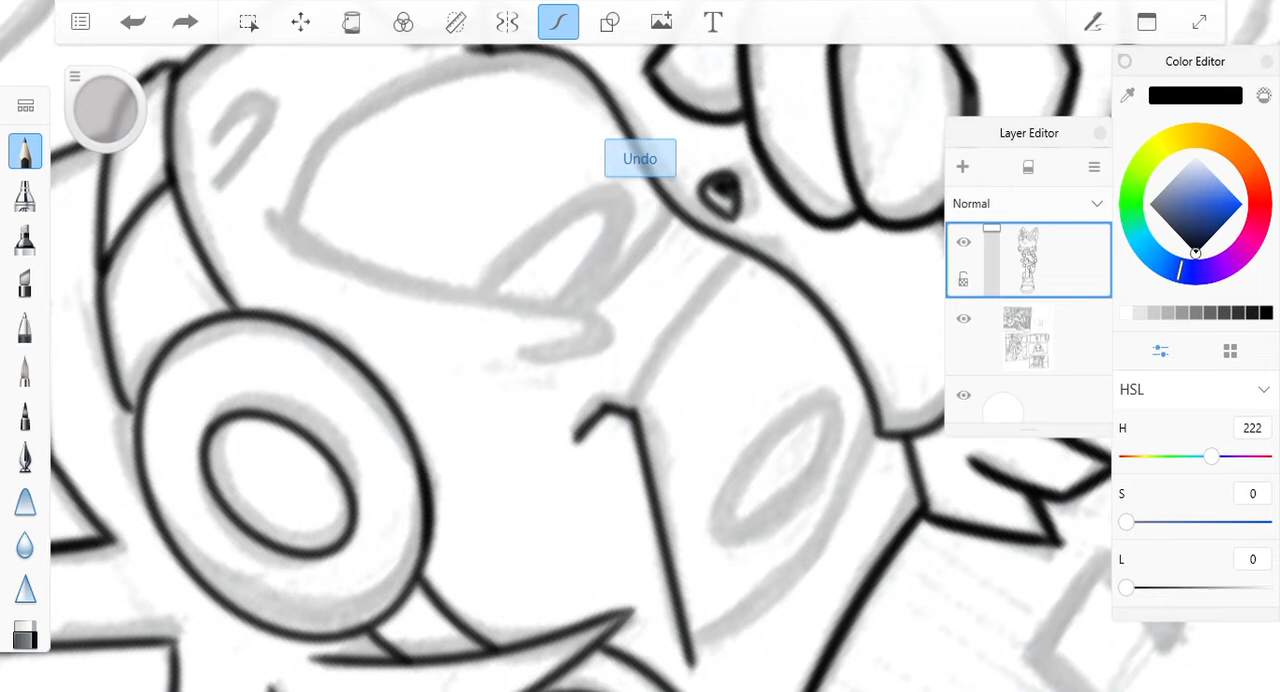 T
Color Editor
Layer Editor
Undo
Normal
HSL
H
222
S
0
L
0